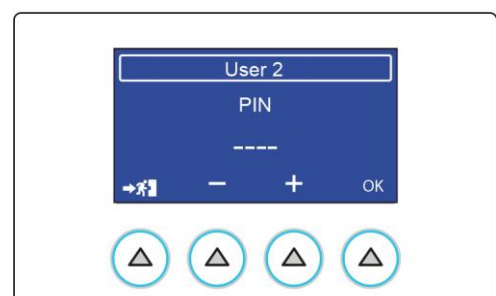 User 2
PIN
----
− + OK